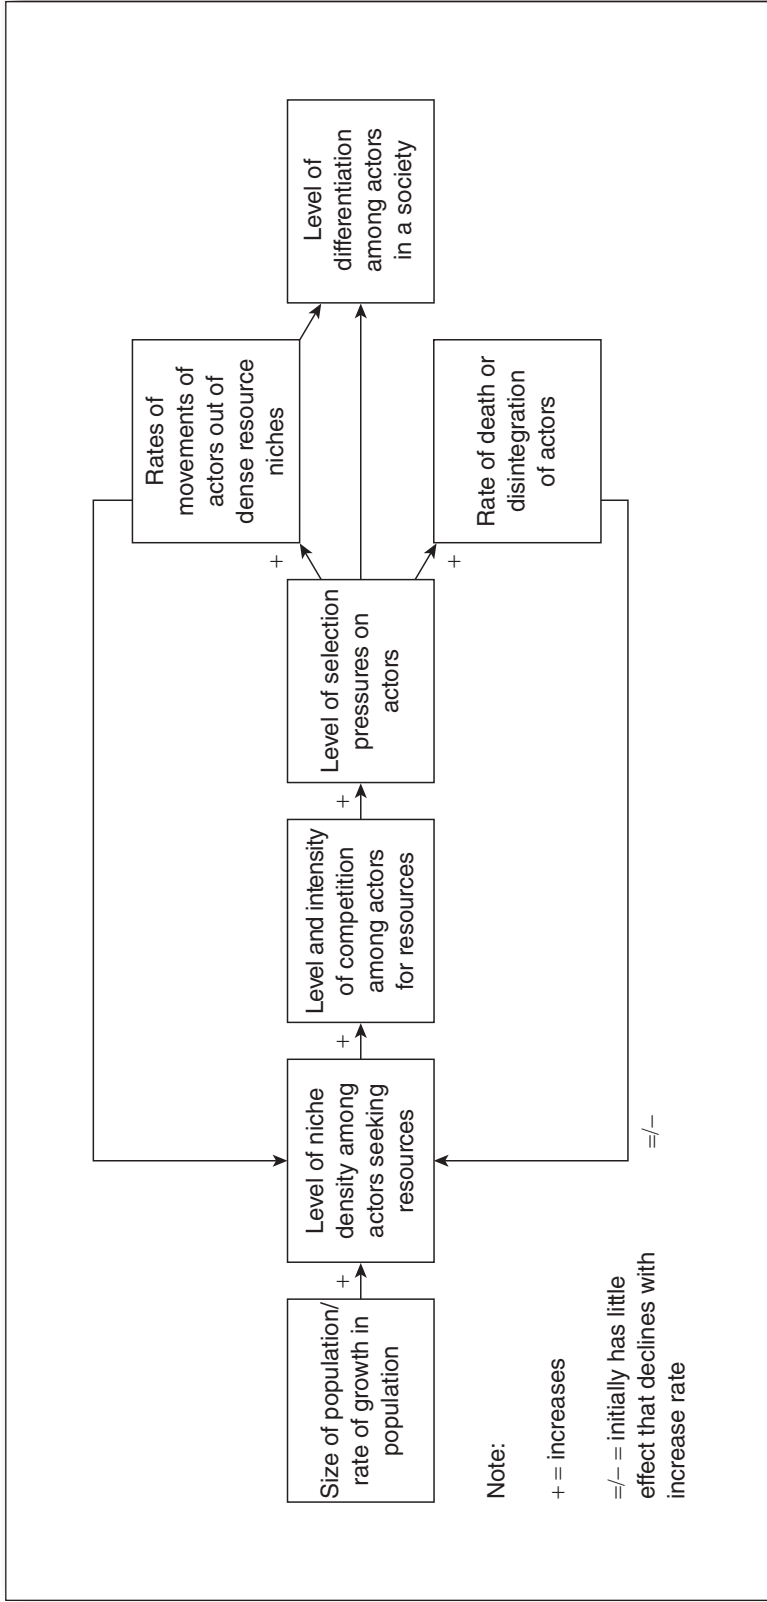 Size of population/
rate of growth in
population
+
Level of niche
density among
actors seeking
resources
+
Level and intensity
of competition
among actors
for resources
+
Level of selection
pressures on
actors
+
Rates of
movements of
actors out of
dense resource
niches
+
Rate of death or
disintegration
of actors
Level of
differentiation
among actors
in a society
=/–
Note:
+ = increases
=/– = initially has little
effect that declines with
increase rate